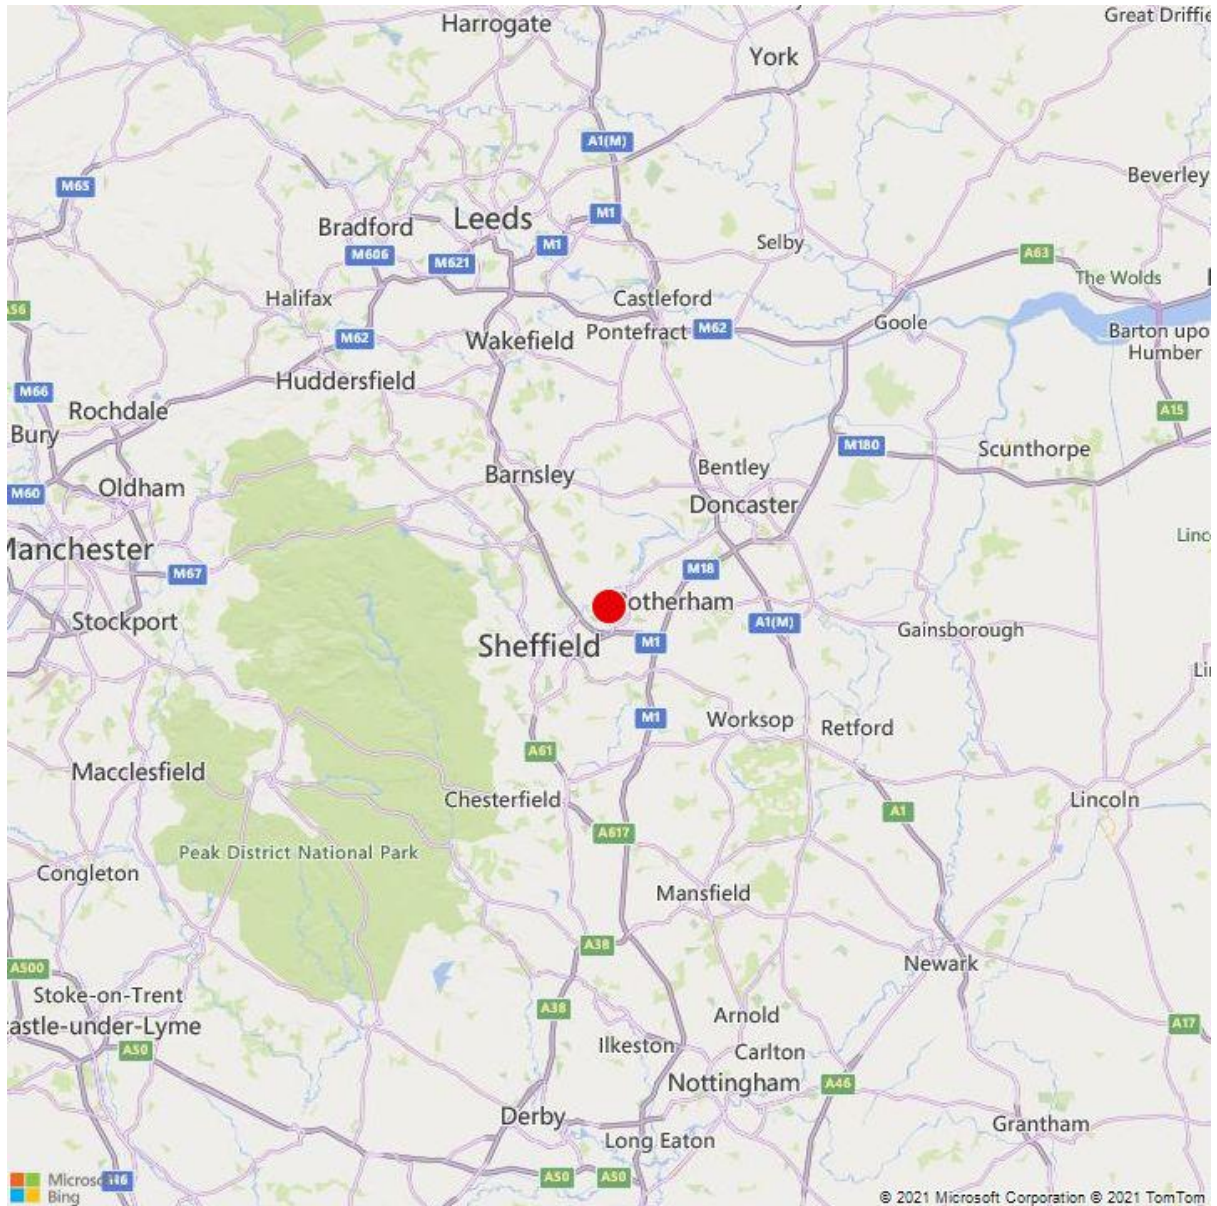 Great Driffie
Harrogate
York
A1(M)
M65
Beverley
Bradford
Leeds
M1
M606
M621
M1
Selby
A63
The Wolds
Halifax
Castleford
A56
M62
Wakefield
Pontefract
M62
Goole
Barton upo
Humber
Huddersfield
M66
Rochdale
A15
Bury
M180
Scunthorpe
Barnsley
Bentley
M60
Oldham
Doncaster
Linc
Manchester
M67
M18
otherham
Stockport
A1(M)
Gainsborough
Sheffield
M1
Li
M1
Worksop
Retford
A61
Macclesfield
Chesterfield
Lincoln
A1
A617
Peak District National Park
Congleton
Mansfield
A38
Newark
A500
Stoke-on-Trent
A38
Arnold
A17
castle-under-Lyme
A50
Ilkeston
Carlton
Nottingham
A46
Derby
Long Eaton
Grantham
A50
A50
Microso
Bing
© 2021 Microsoft Corporation © 2021 TomTom